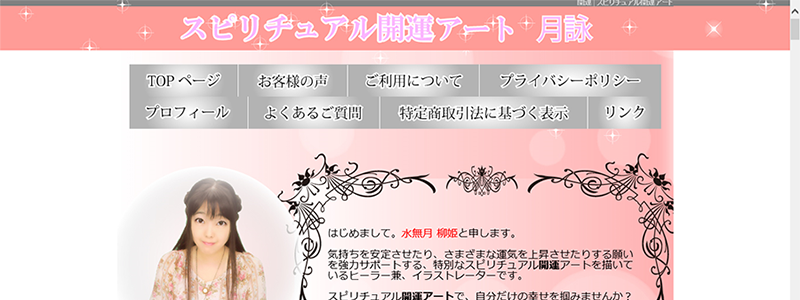 開運 | スピリチュアル開運アート
スピリチュアル開運アート 月詠
TOP ページ お客様の声 ご利用について プライバシーポリシー
プロフィール よくあるご質問 特定商取引法に基づく表示 リンク
はじめまして。水無月 柳姫と申します。
気持ちを安定させたり、さまざまな運気を上昇させたりする願い
を強力サポートする、特別なスピリチュアル開運アートを描いて
いるヒーラー兼、イラストレーターです。
スピリチュアル開運アートで、自分だけの幸せを掴みませんか？